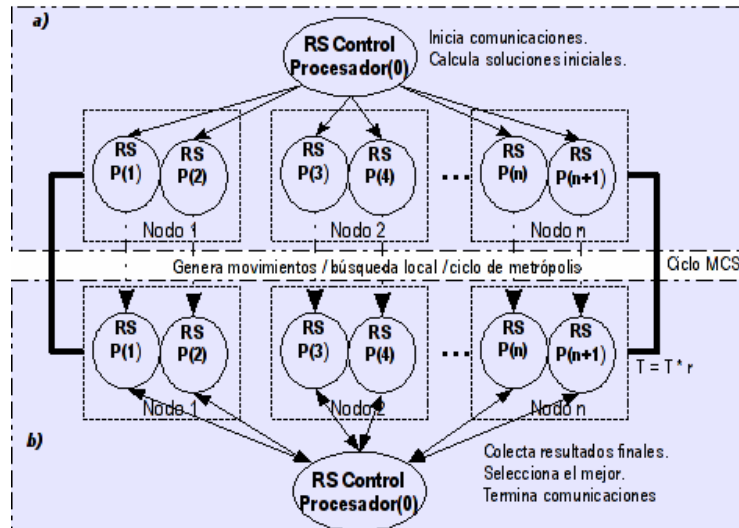 a)
RS Control
Procesador(0)
Inicia comunicaciones.
Calcula soluciones iniciales.
RS
P(1)
RS
P(2)
RS
P(3)
RS
P(4)
...
RS
P(n)
RS
P(n+1)
Nodo 1
Nodo 2
Nodo n
Genera movimientos / búsqueda local / ciclo de metrópolis
Ciclo MCS
RS
P(1)
RS
P(2)
RS
P(3)
RS
P(4)
...
RS
P(n)
RS
P(n+1)
T = T * r
Nodo 1
Nodo 2
Nodo n
b)
RS Control
Procesador(0)
Colecta resultados finales.
Selecciona el mejor.
Termina comunicaciones